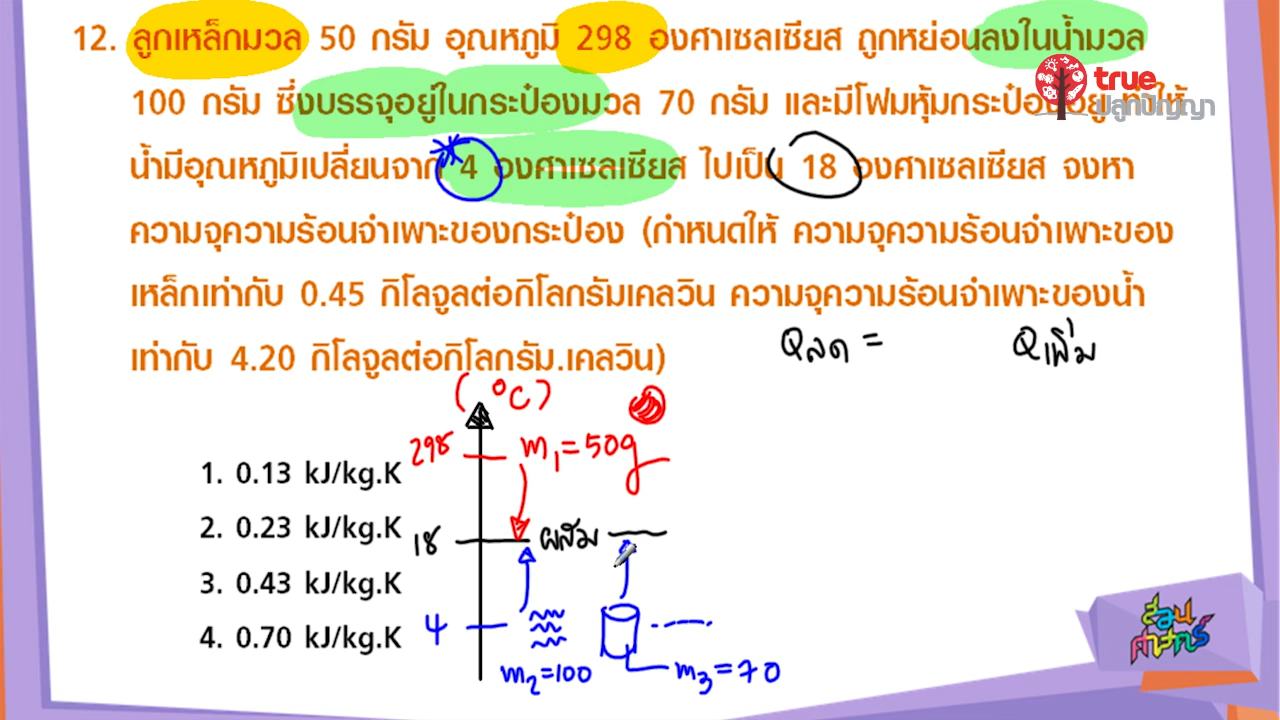 12. ลูกเหล็กมวล 50 กรัม อุณหภูมิ 298 องศาเซลเซียส ถูกหย่อนลงในน้ำมวล
100 กรัม ซึ่งบรรจุอยู่ในกระป๋องมวล 70 กรัม และมีโฟมหุ้มกระป๋องอยู่ ทำให้
true
ปลูกปัญญา
น้ำมีอุณหภูมิเปลี่ยนจาก 4 องศาเซลเซียส ไปเป็น 18 องศาเซลเซียส จงหา
ความจุความร้อนจำเพาะของกระป๋อง (กำหนดให้ ความจุความร้อนจำเพาะของ
เหล็กเท่ากับ 0.45 กิโลจูลต่อกิโลกรัมเคลวิน ความจุความร้อนจำเพาะของน้ำ
เท่ากับ 4.20 กิโลจูลต่อกิโลกรัม.เคลวิน)
Qลด = Qเพิ่ม
(°C)
298 m₁=50g
1. 0.13 kJ/kg.K
2. 0.23 kJ/kg.K
18 ผสม
3. 0.43 kJ/kg.K
4. 0.70 kJ/kg.K
4
m₂=100 m₃=70
สอนศาสตร์